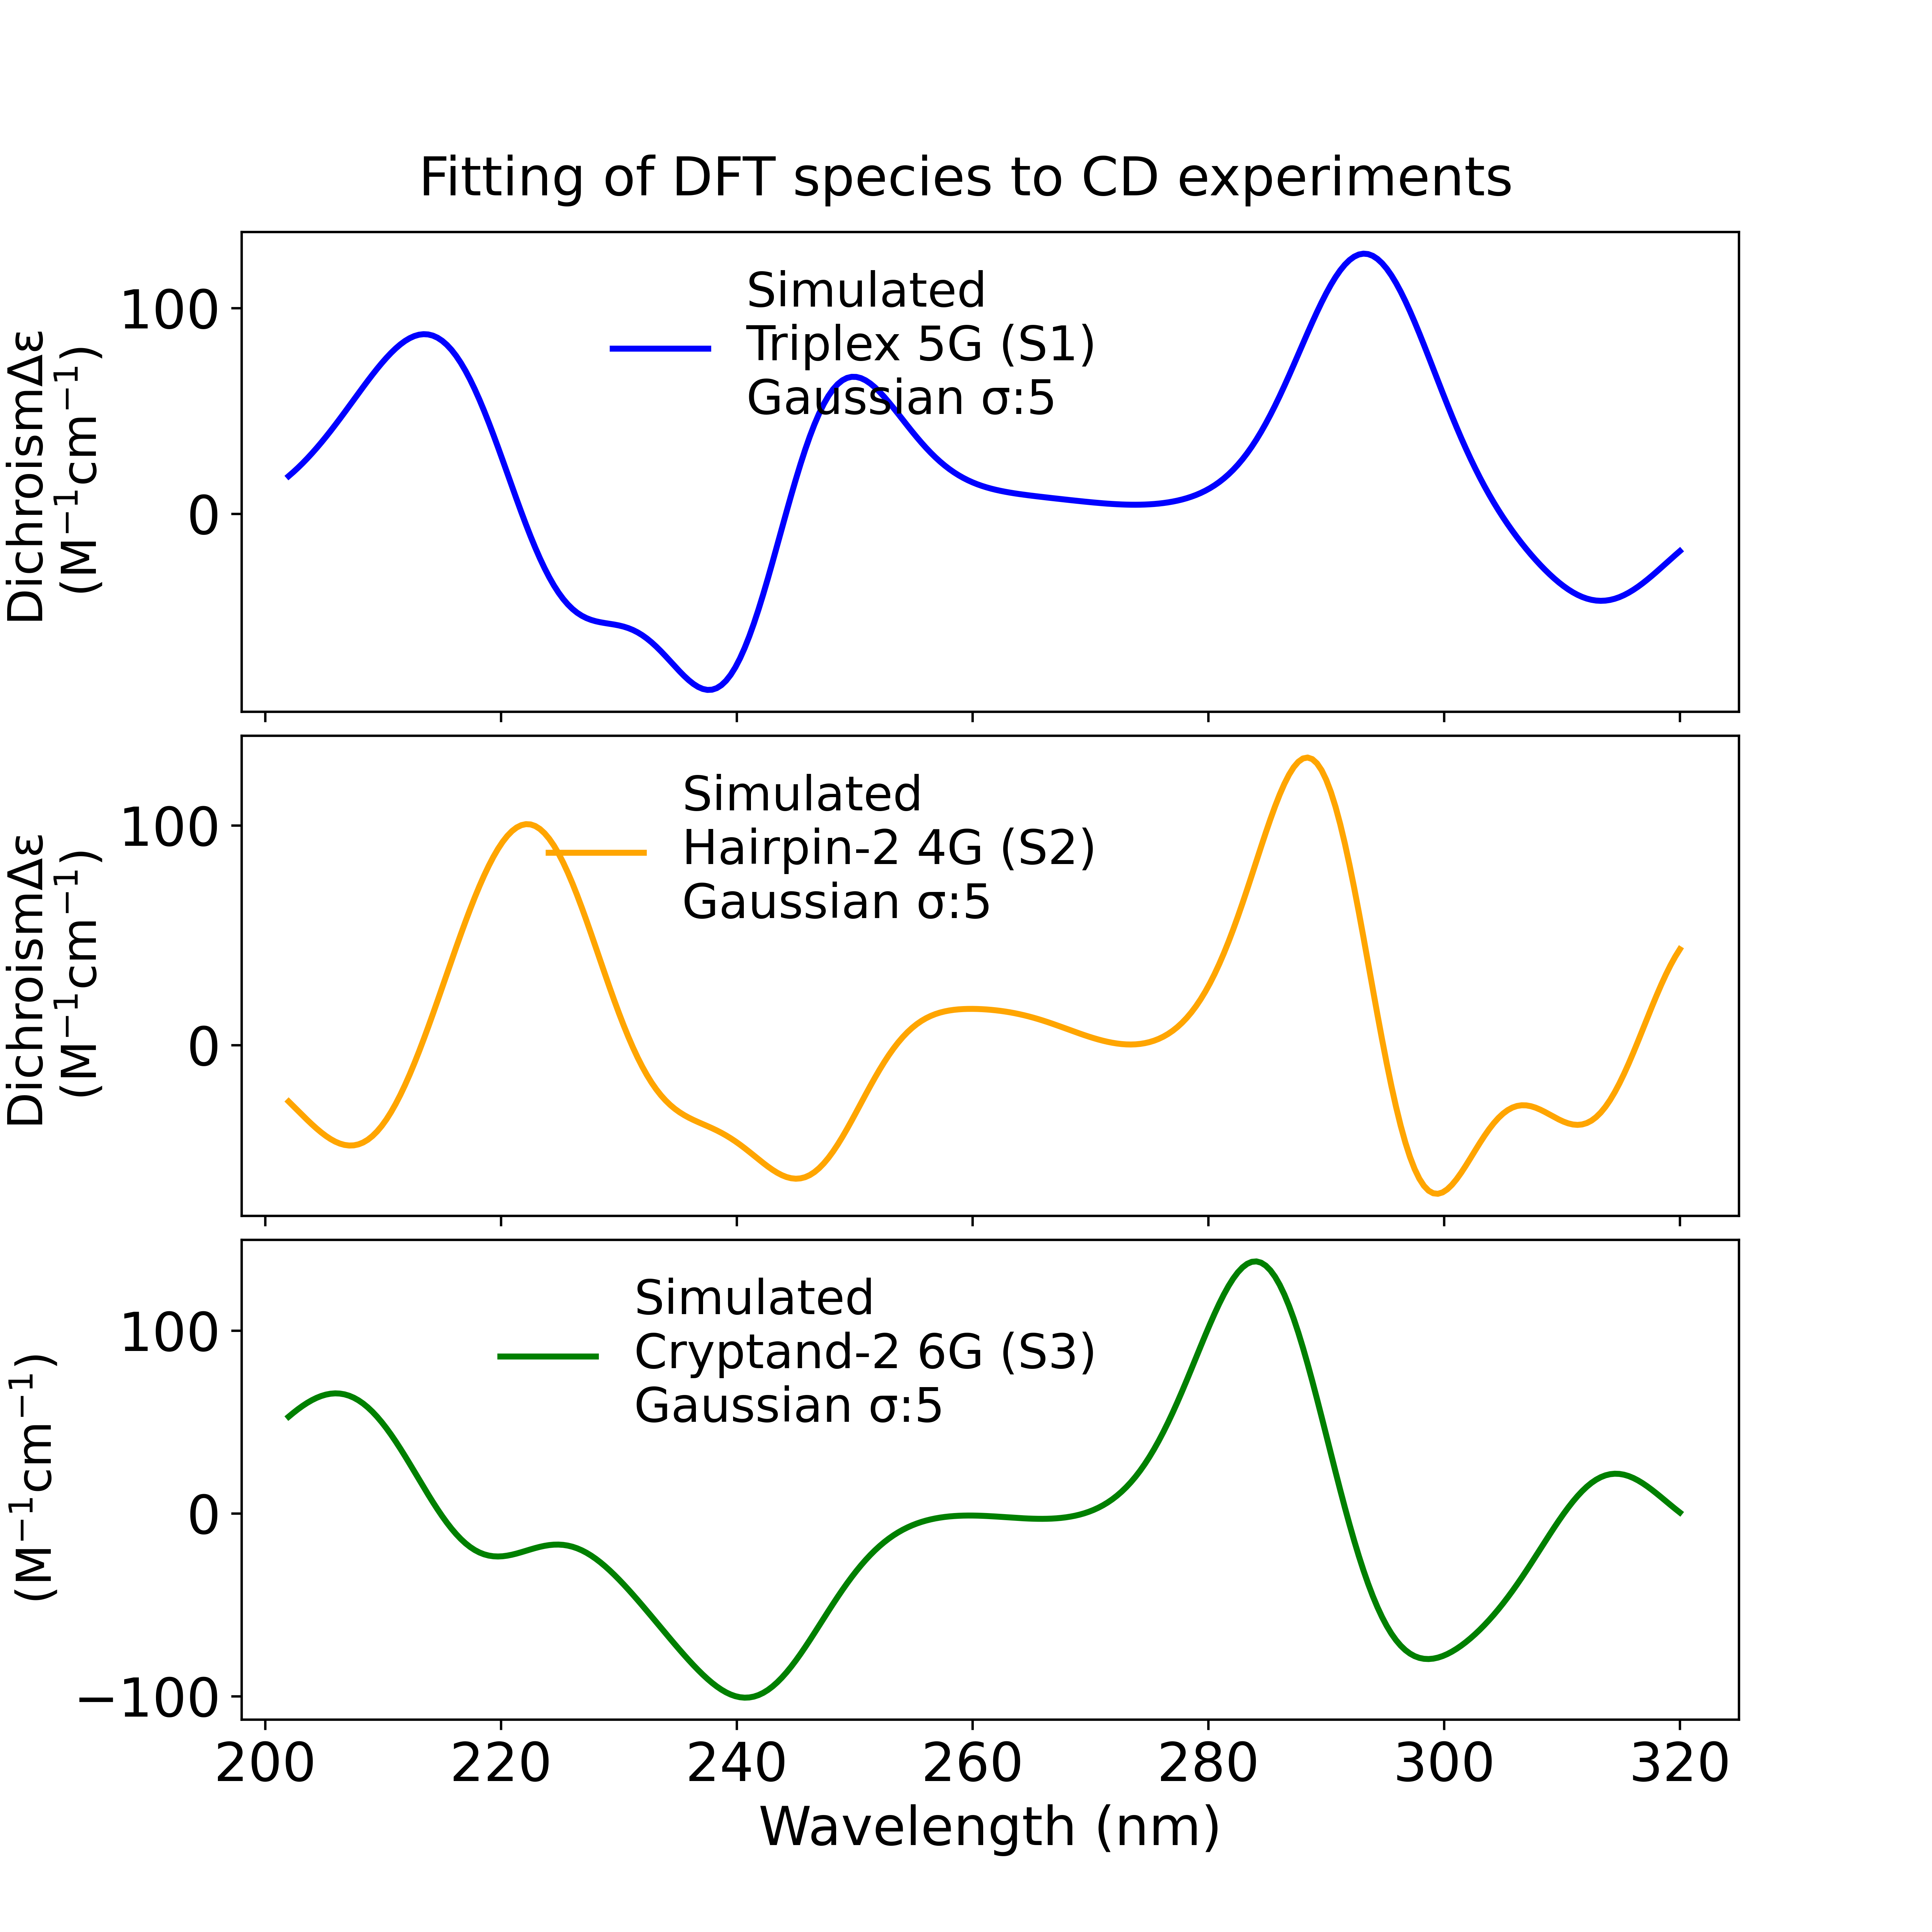 Fitting of DFT species to CD experiments
DichroismΔε
(M⁻¹cm⁻¹)
100
0
Simulated
Triplex 5G (S1)
Gaussian σ:5
DichroismΔε
(M⁻¹cm⁻¹)
100
0
Simulated
Hairpin-2 4G (S2)
Gaussian σ:5
(M⁻¹cm⁻¹)
100
0
−100
Simulated
Cryptand-2 6G (S3)
Gaussian σ:5
200 220 240 260 280 300 320
Wavelength (nm)